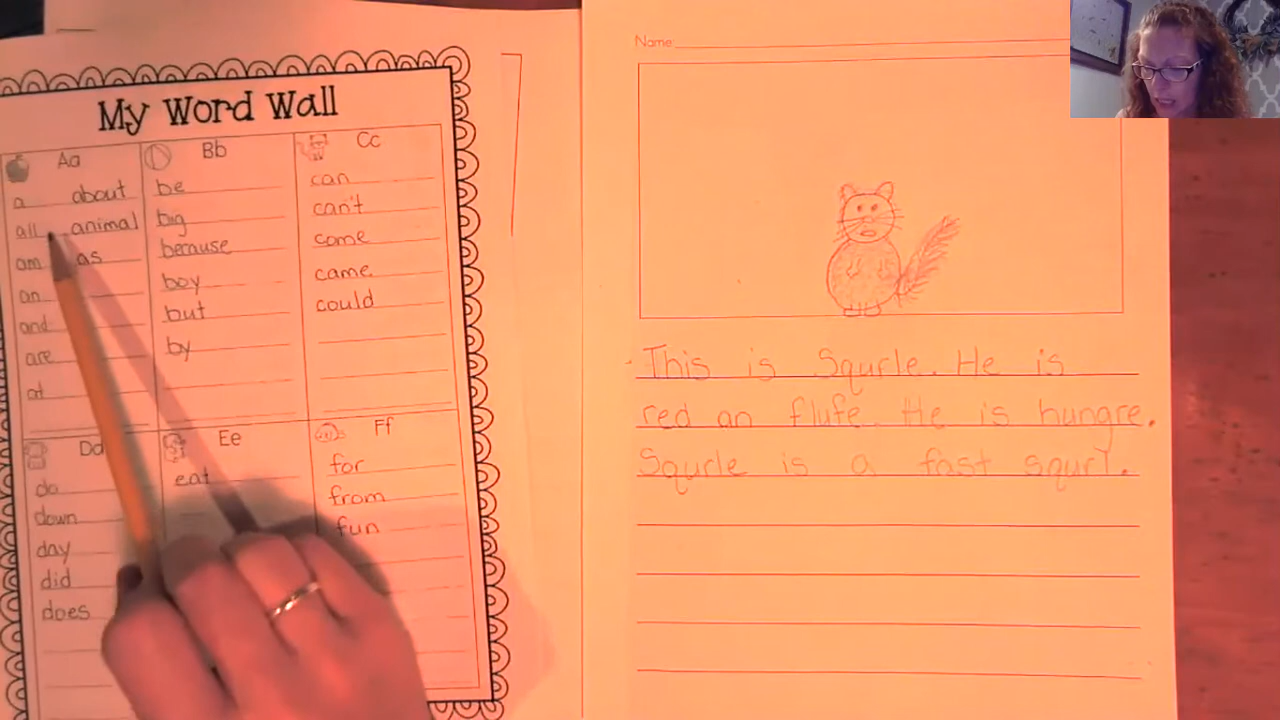 My Word Wall
Aa
a about
all animal
am as
an
and
are
at
Bb
be
big
because
boy
but
by
Cc
can
can't
come
came
could
Dd
do
down
day
did
does
Ee
eat
Ff
for
from
fun
Name
This is Squrle. He is
red an flufe. He is hungre.
Squrle is a fast squrl.